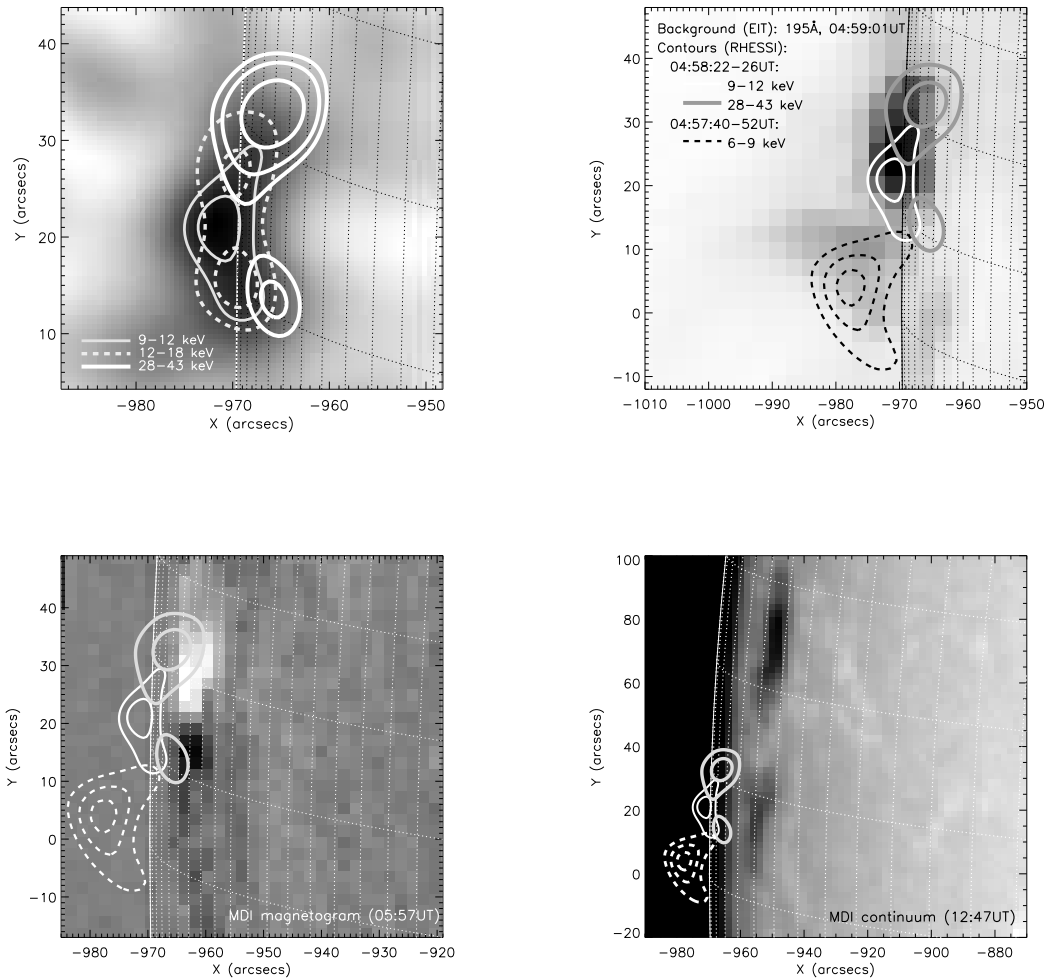 40
30
20
10
Y (arcsecs)
9−12 keV
12−18 keV
28−43 keV
−980
−970
−960
−950
X (arcsecs)
Background (EIT): 195Å, 04:59:01UT
Contours (RHESSI):
04:58:22−26UT:
9−12 keV
28−43 keV
04:57:40−52UT:
6−9 keV
40
30
20
10
0
−10
Y (arcsecs)
−1010
−1000
−990
−980
−970
−960
−950
X (arcsecs)
40
30
20
10
0
−10
Y (arcsecs)
MDI magnetogram (05:57UT)
−980
−970
−960
−950
−940
−930
−920
X (arcsecs)
100
80
60
40
20
0
−20
Y (arcsecs)
MDI continuum (12:47UT)
−980
−960
−940
−920
−900
−880
X (arcsecs)